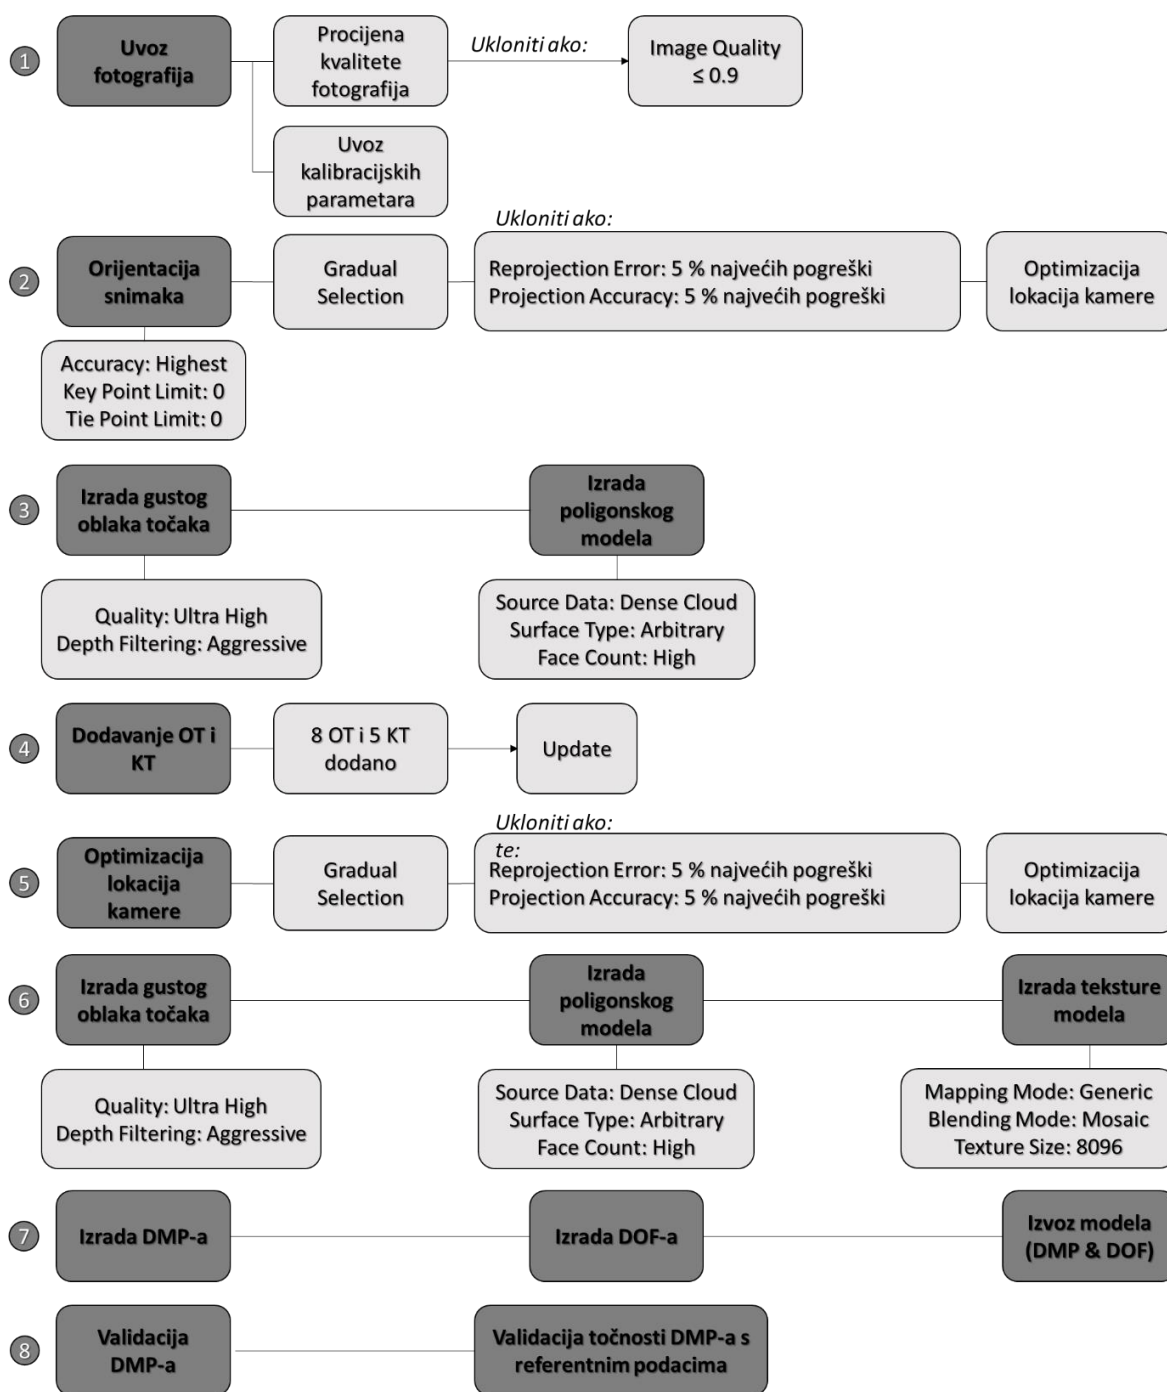 1
Uvoz
fotografija
Procijena
kvalitete
fotografija
Ukloniti ako:
Image Quality
≤ 0.9
Uvoz
kalibracijskih
parametara
2
Orijentacija
snimaka
Gradual
Selection
Ukloniti ako:
Reprojection Error: 5 % najvećih pogreški
Projection Accuracy: 5 % najvećih pogreški
Optimizacija
lokacija kamere
Accuracy: Highest
Key Point Limit: 0
Tie Point Limit: 0
3
Izrada gustog
oblaka točaka
Izrada
poligonskog
modela
Quality: Ultra High
Depth Filtering: Aggressive
Source Data: Dense Cloud
Surface Type: Arbitrary
Face Count: High
4
Dodavanje OT i
KT
8 OT i 5 KT
dodano
Update
5
Optimizacija
lokacija
kamere
Gradual
Selection
Ukloniti ako:
te:
Reprojection Error: 5 % najvećih pogreški
Projection Accuracy: 5 % najvećih pogreški
Optimizacija
lokacija kamere
6
Izrada gustog
oblaka točaka
Izrada
poligonskog
modela
Izrada teksture
modela
Quality: Ultra High
Depth Filtering: Aggressive
Source Data: Dense Cloud
Surface Type: Arbitrary
Face Count: High
Mapping Mode: Generic
Blending Mode: Mosaic
Texture Size: 8096
7
Izrada DMP-a
Izrada DOF-a
Izvoz modela
(DMP & DOF)
8
Validacija
DMP-a
Validacija točnosti DMP-a s
referentnim podacima